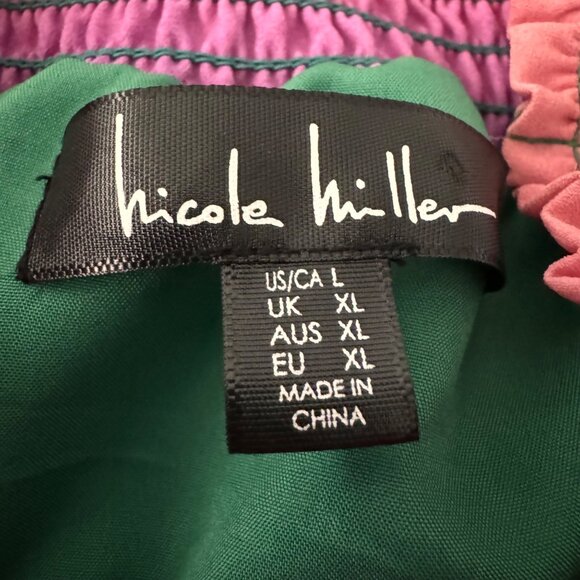 nicole miller
US/CA L
UK XL
AUS XL
EU XL
MADE IN
CHINA